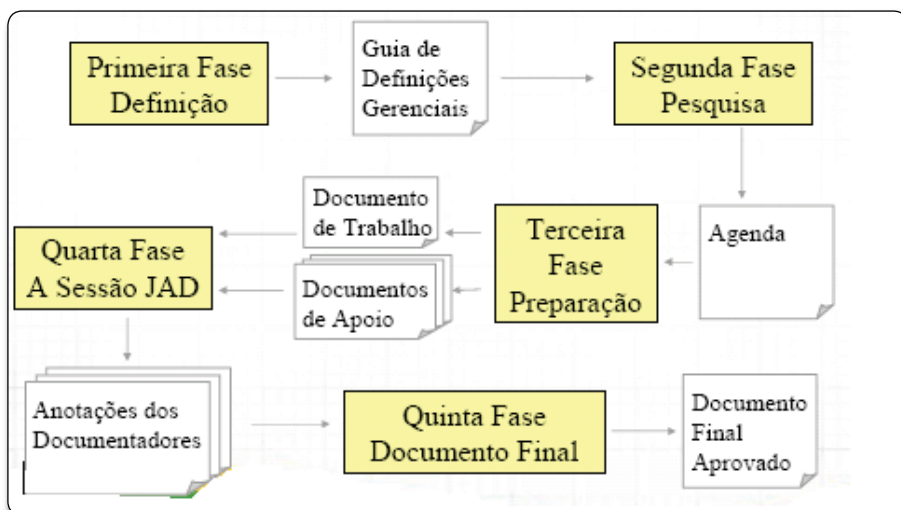 Primeira Fase
Definição
Guia de
Definições
Gerenciais
Segunda Fase
Pesquisa
Agenda
Terceira
Fase
Preparação
Documento
de Trabalho
Documentos
de Apoio
Quarta Fase
A Sessão JAD
Anotações dos
Documentadores
Quinta Fase
Documento Final
Documento
Final
Aprovado